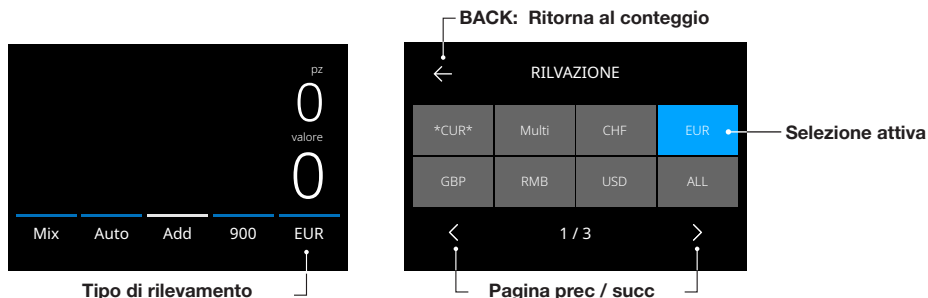 BACK: Ritorna al conteggio
pz
0
valore
0
Mix Auto Add 900 EUR
Tipo di rilevamento
RILVAZIONE
*CUR* Multi CHF EUR
Selezione attiva
GBP RMB USD ALL
1 / 3
Pagina prec / succ